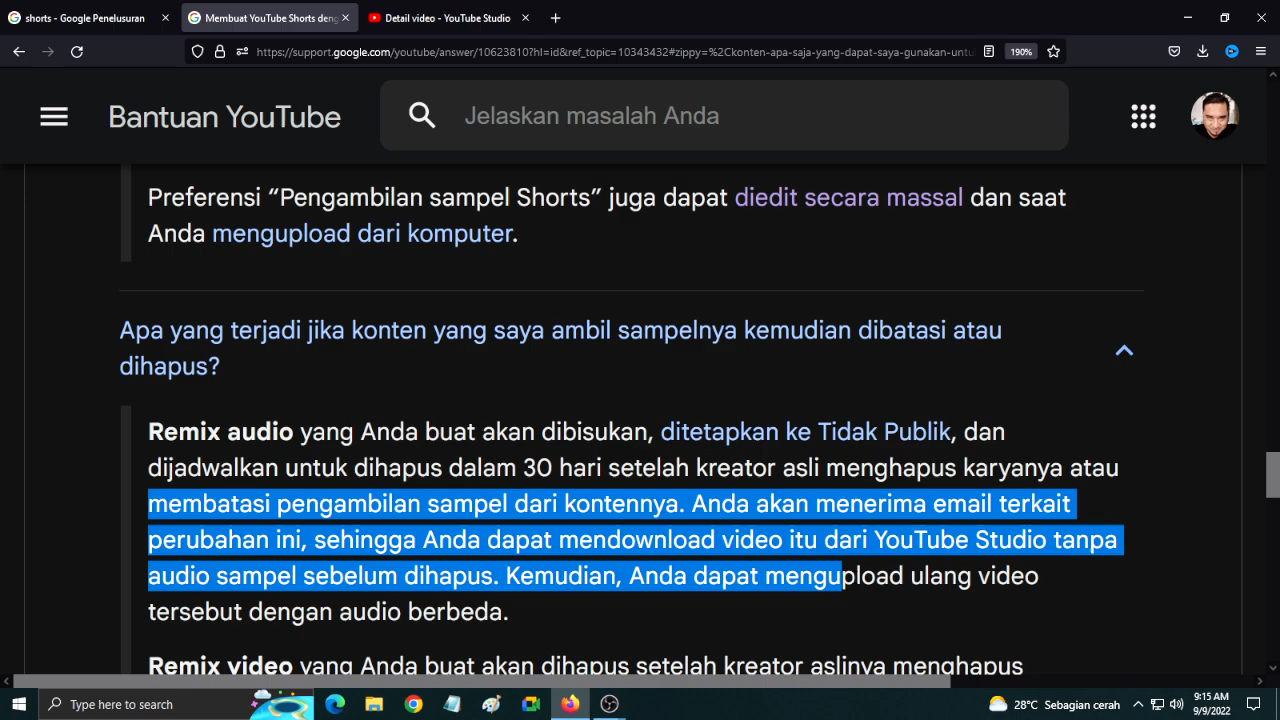 shorts - Google Penelusuran
Membuat YouTube Shorts deng
Detail video - YouTube Studio
https://support.google.com/youtube/answer/10623810?hl=id&ref_topic=10343432#zippy=%2Ckonten-apa-saja-yang-dapat-saya-gunakan-untu
190%
Bantuan YouTube
Jelaskan masalah Anda
Preferensi “Pengambilan sampel Shorts” juga dapat diedit secara massal dan saat
Anda mengupload dari komputer.
Apa yang terjadi jika konten yang saya ambil sampelnya kemudian dibatasi atau
dihapus?
Remix audio yang Anda buat akan dibisukan, ditetapkan ke Tidak Publik, dan
dijadwalkan untuk dihapus dalam 30 hari setelah kreator asli menghapus karyanya atau
membatasi pengambilan sampel dari kontennya. Anda akan menerima email terkait
perubahan ini, sehingga Anda dapat mendownload video itu dari YouTube Studio tanpa
audio sampel sebelum dihapus. Kemudian, Anda dapat mengupload ulang video
tersebut dengan audio berbeda.
Remix video yang Anda buat akan dihapus setelah kreator aslinya menghapus
Type here to search
28°C Sebagian cerah
9:15 AM
9/9/2022